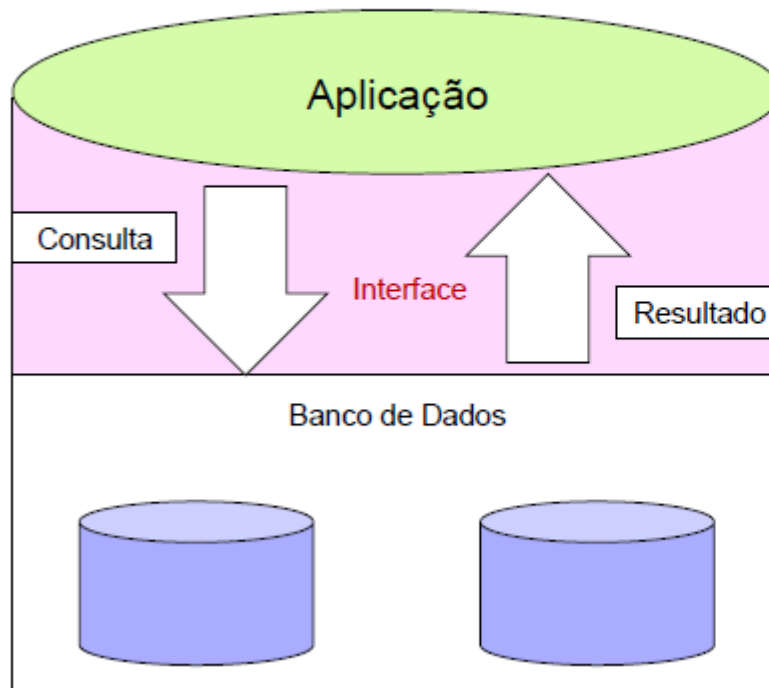 Aplicação
Consulta
Interface
Resultado
Banco de Dados